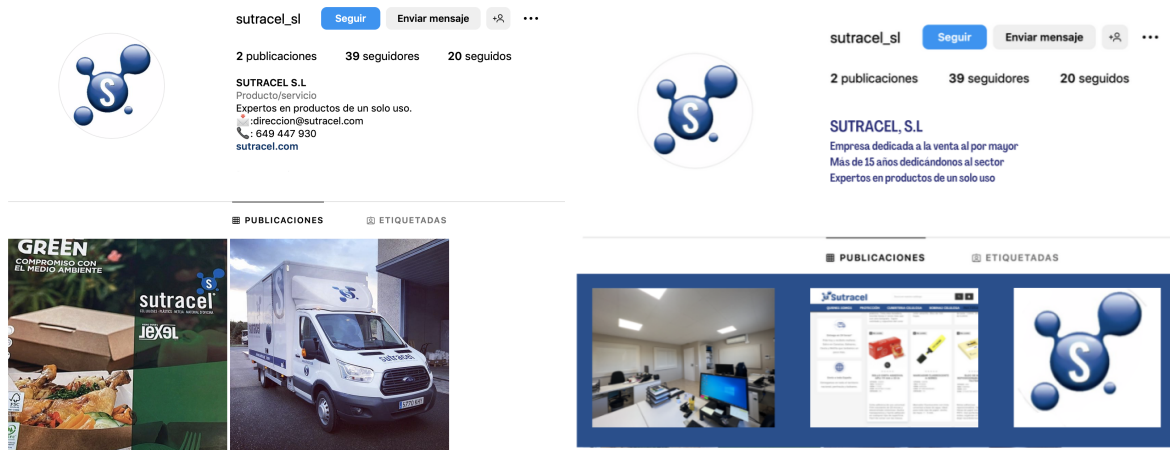 sutracel_sl Seguir Enviar mensaje
2 publicaciones 39 seguidores 20 seguidos
SUTRACEL S.L
Producto/servicio
Expertos en productos de un solo uso.
:direccion@sutracel.com
: 649 447 930
sutracel.com
PUBLICACIONES ETIQUETADAS
GREEN
COMPROMISO CON
EL MEDIO AMBIENTE
S
sutracel
jexsl
FSC
sutracel
sutracel_sl Seguir Enviar mensaje
2 publicaciones 39 seguidores 20 seguidos
S
SUTRACEL, S.L
Empresa dedicada a la venta al por mayor
Más de 15 años dedicándonos al sector
Expertos en productos de un solo uso
PUBLICACIONES ETIQUETADAS
Sutracel
S